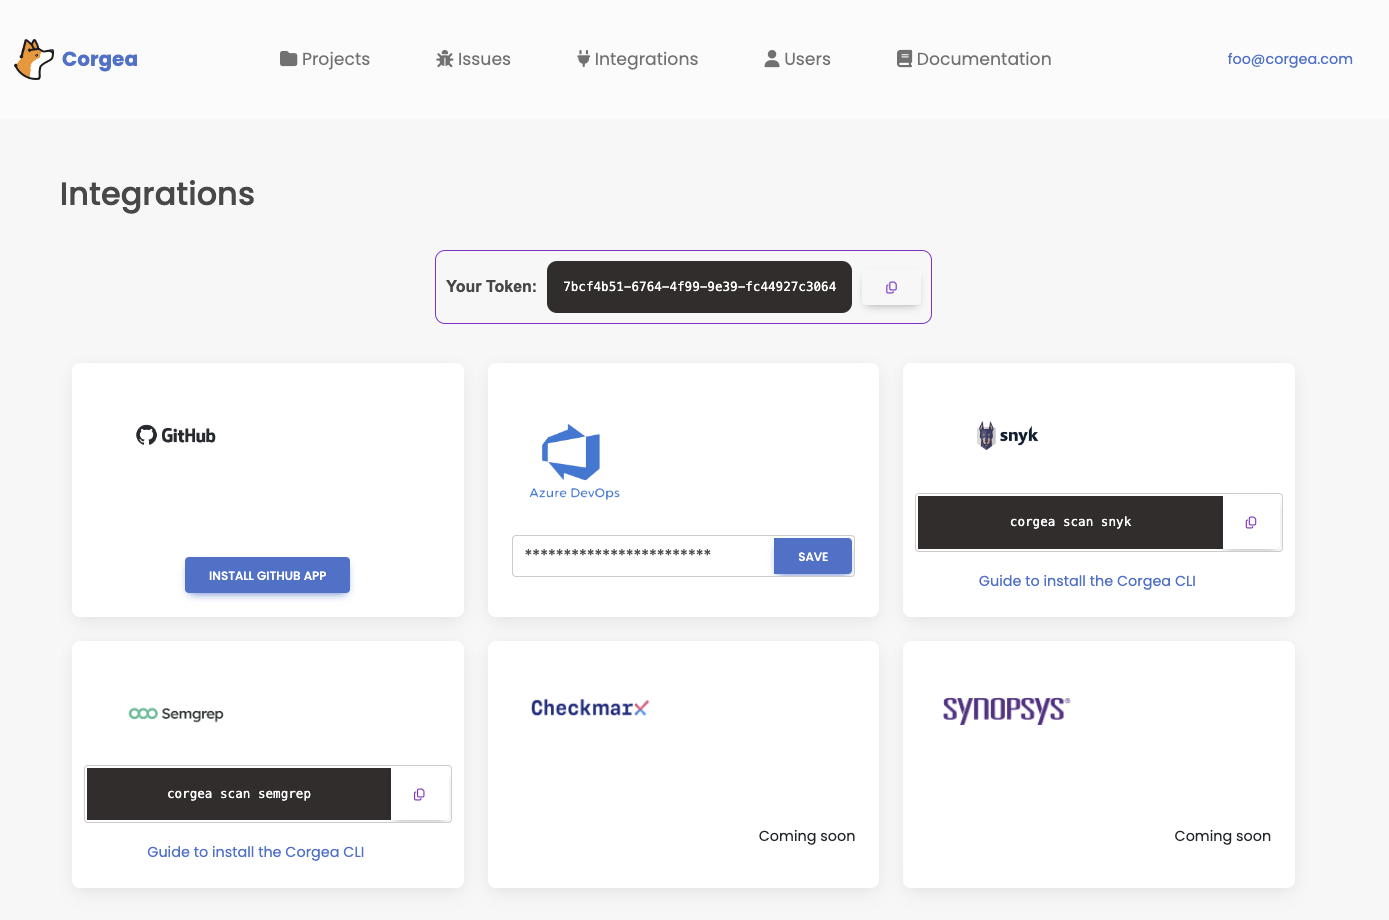 Corgea
Projects
Issues
Integrations
Users
Documentation
foo@corgea.com
Integrations
Your Token: 7bcf4b51-6764-4f99-9e39-fc44927c3064
GitHub
INSTALL GITHUB APP
Azure DevOps
************************
SAVE
snyk
corgea scan snyk
Guide to install the Corgea CLI
Semgrep
corgea scan semgrep
Guide to install the Corgea CLI
Checkmarx
Coming soon
SYNOPSYS®
Coming soon